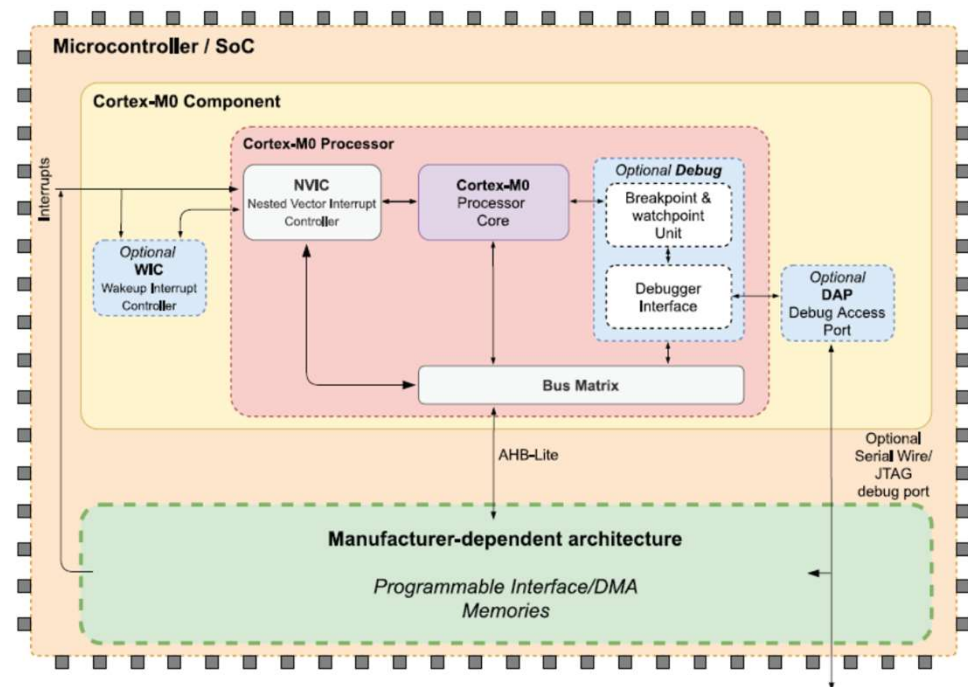 Microcontroller / SoC
Cortex-M0 Component
Cortex-M0 Processor
Interrupts
NVIC
Nested Vector Interrupt
Controller
Cortex-M0
Processor
Core
Optional Debug
Breakpoint &
watchpoint
Unit
Debugger
Interface
Optional
WIC
Wakeup Interrupt
Controller
Optional
DAP
Debug Access
Port
Bus Matrix
AHB-Lite
Optional
Serial Wire/
JTAG
debug port
Manufacturer-dependent architecture
Programmable Interface/DMA
Memories